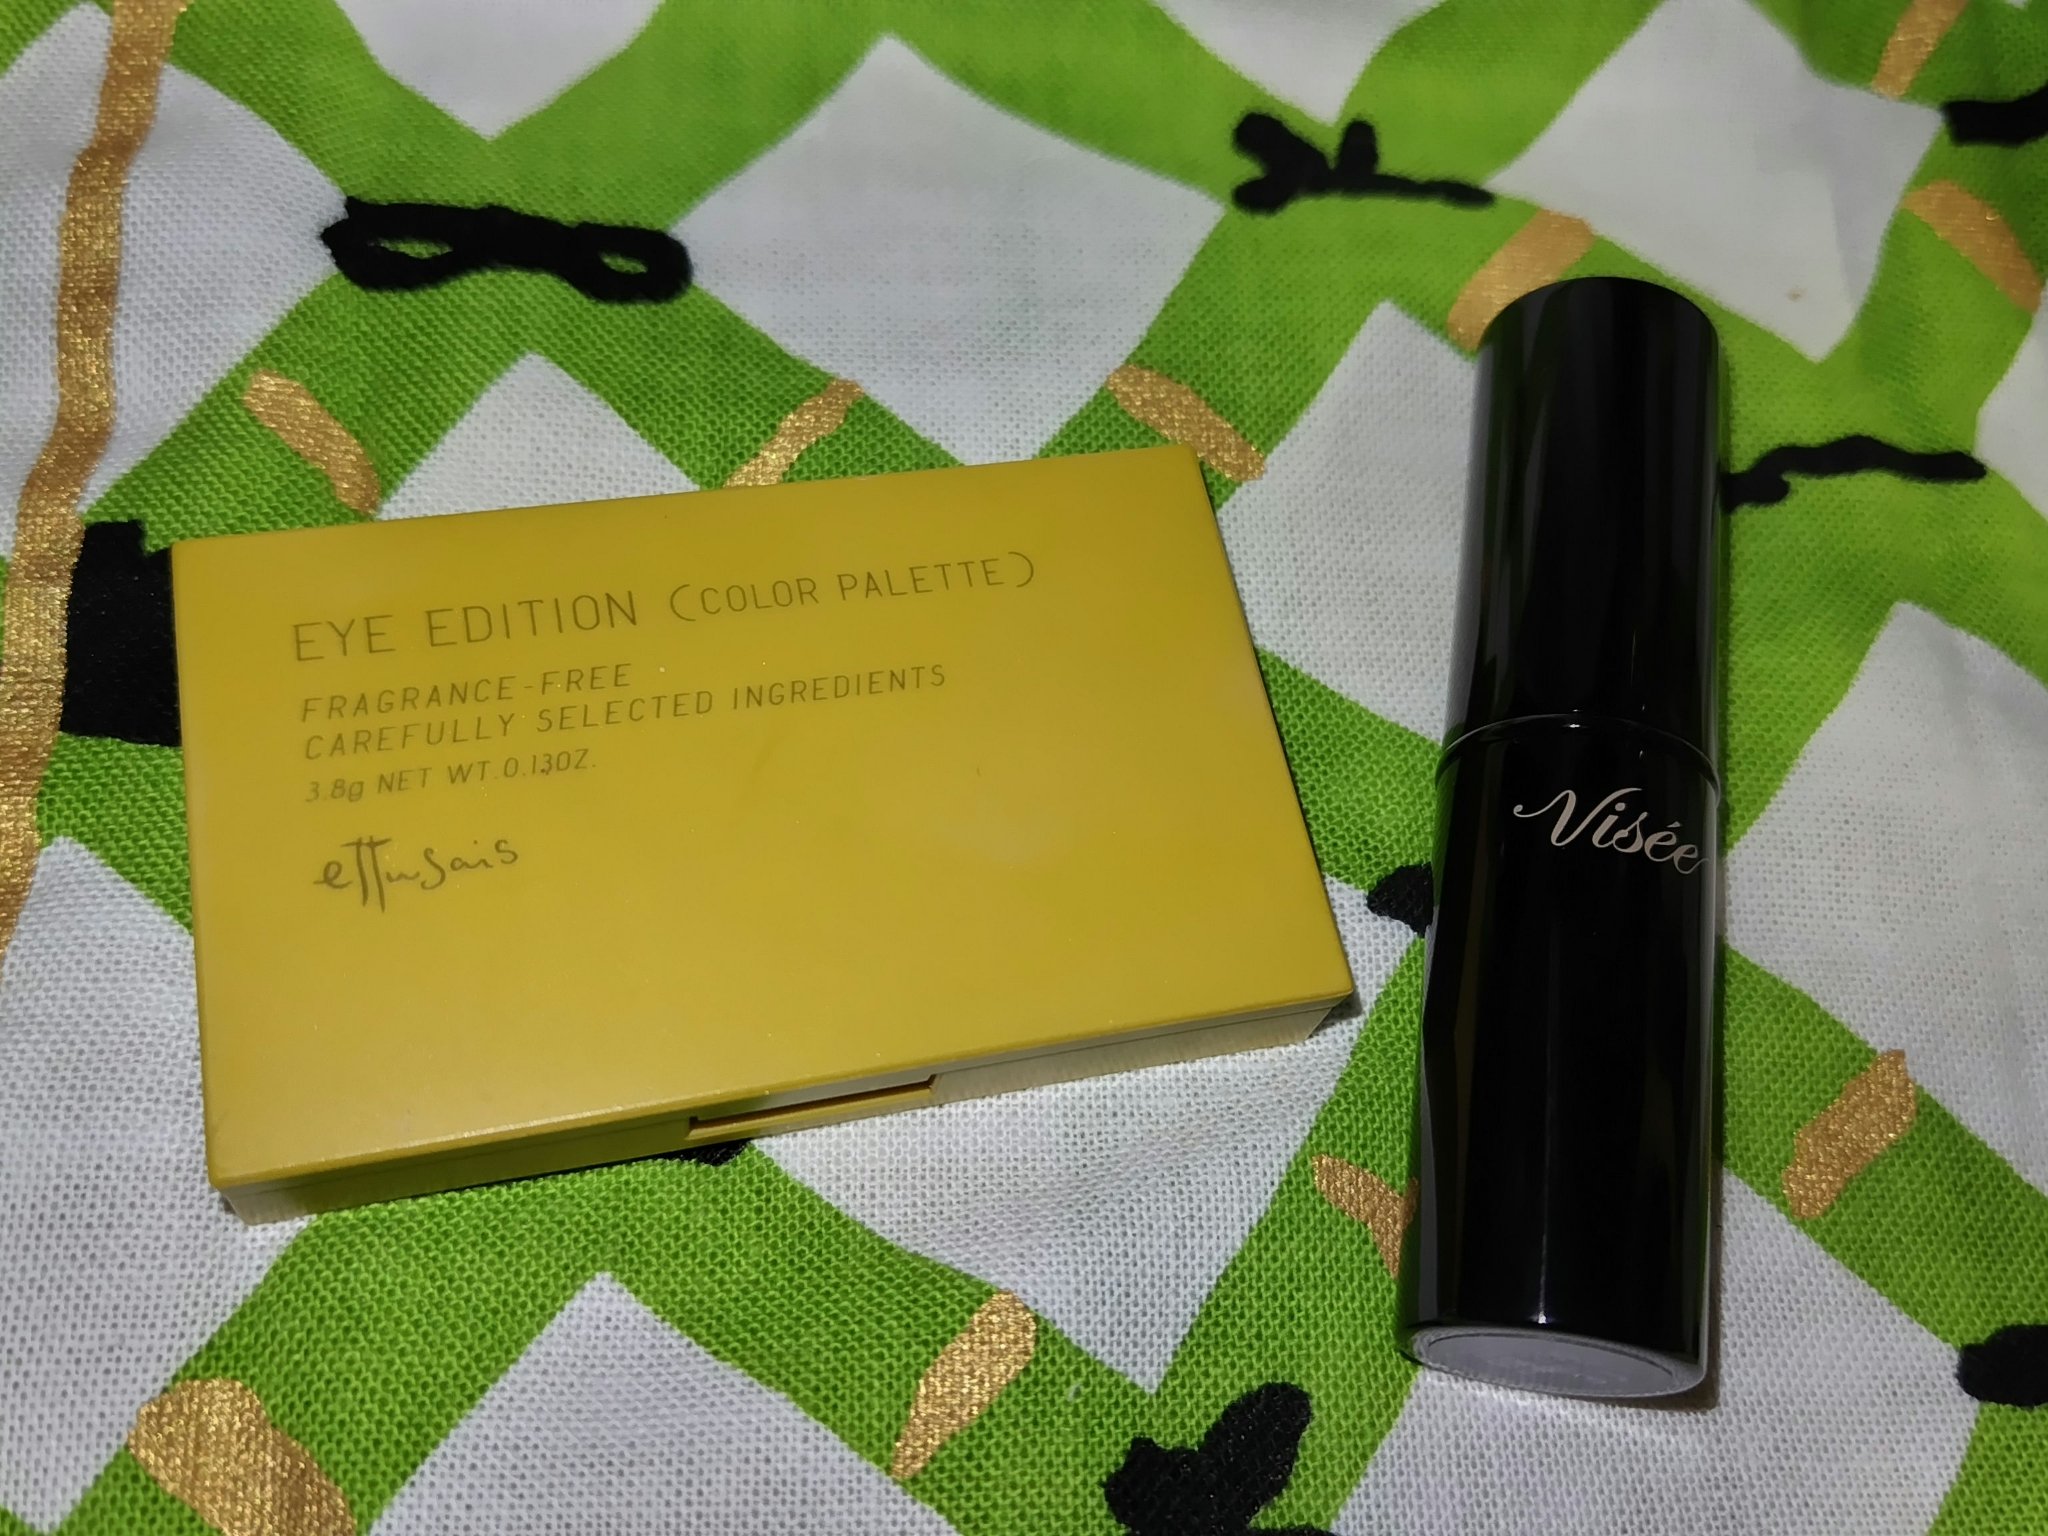 EYE EDITION (COLOR PALETTE)
FRAGRANCE-FREE
CAREFULLY SELECTED INGREDIENTS
3.8g NET WT.0.13OZ.
ettusais
Visée